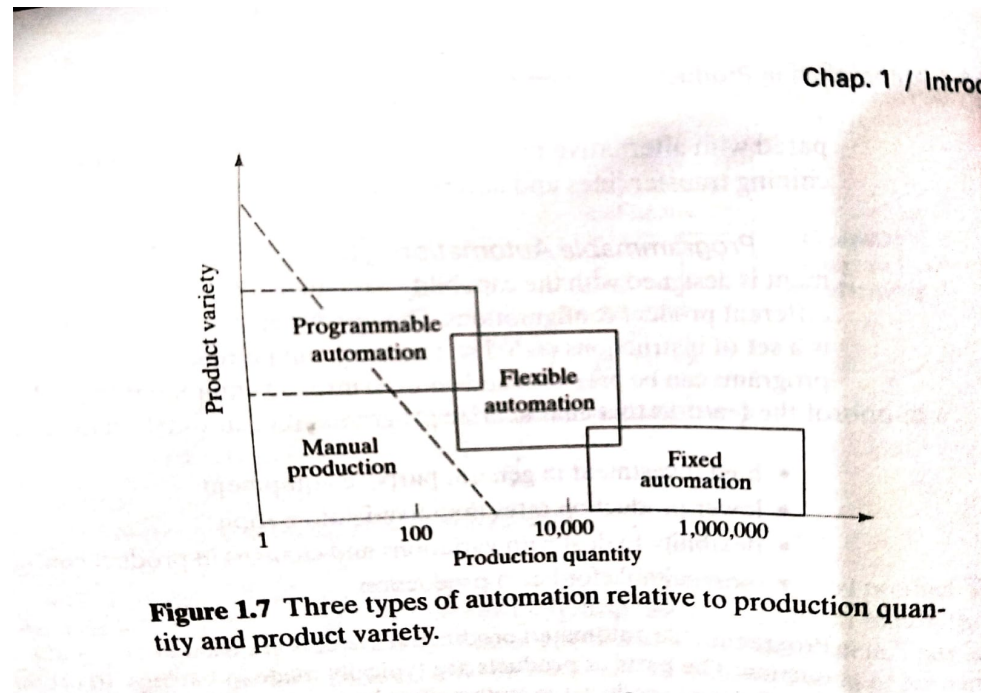 Chap. 1 / Introd
Product variety
Programmable
automation
Flexible
automation
Manual
production
Fixed
automation
1
100
10,000
1,000,000
Production quantity
Figure 1.7 Three types of automation relative to production quan-
tity and product variety.